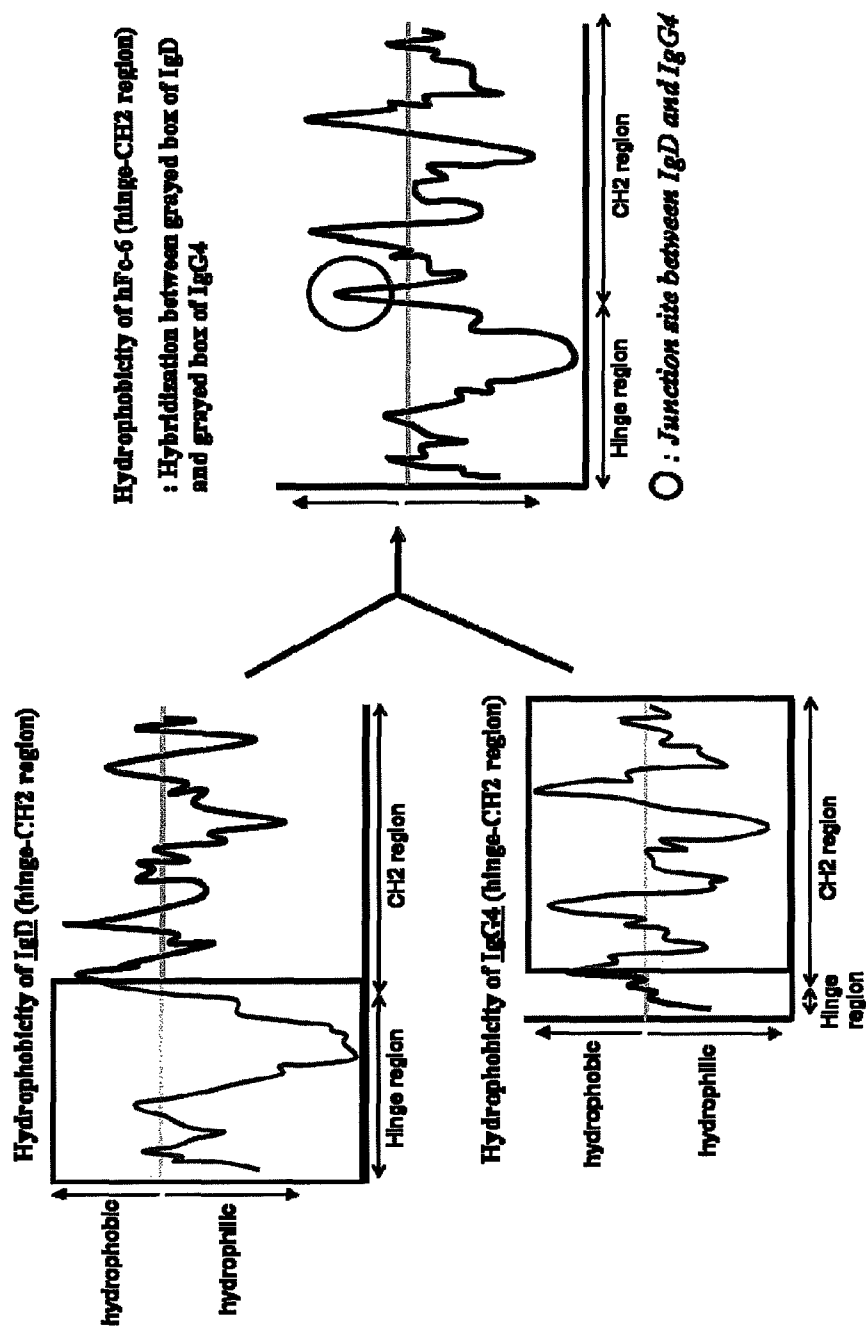 Hydrophobicity of IgD (hinge-CH2 region)
hydrophobic
hydrophilic
Hinge region
CH2 region
Hydrophobicity of IgG4 (hinge-CH2 region)
hydrophobic
hydrophilic
Hinge
region
CH2 region
Hydrophobicity of hFc-6 (hinge-CH2 region)
: Hybridization between grayed box of IgD
and grayed box of IgG4
Hinge region
CH2 region
: Junction site between IgD and IgG4